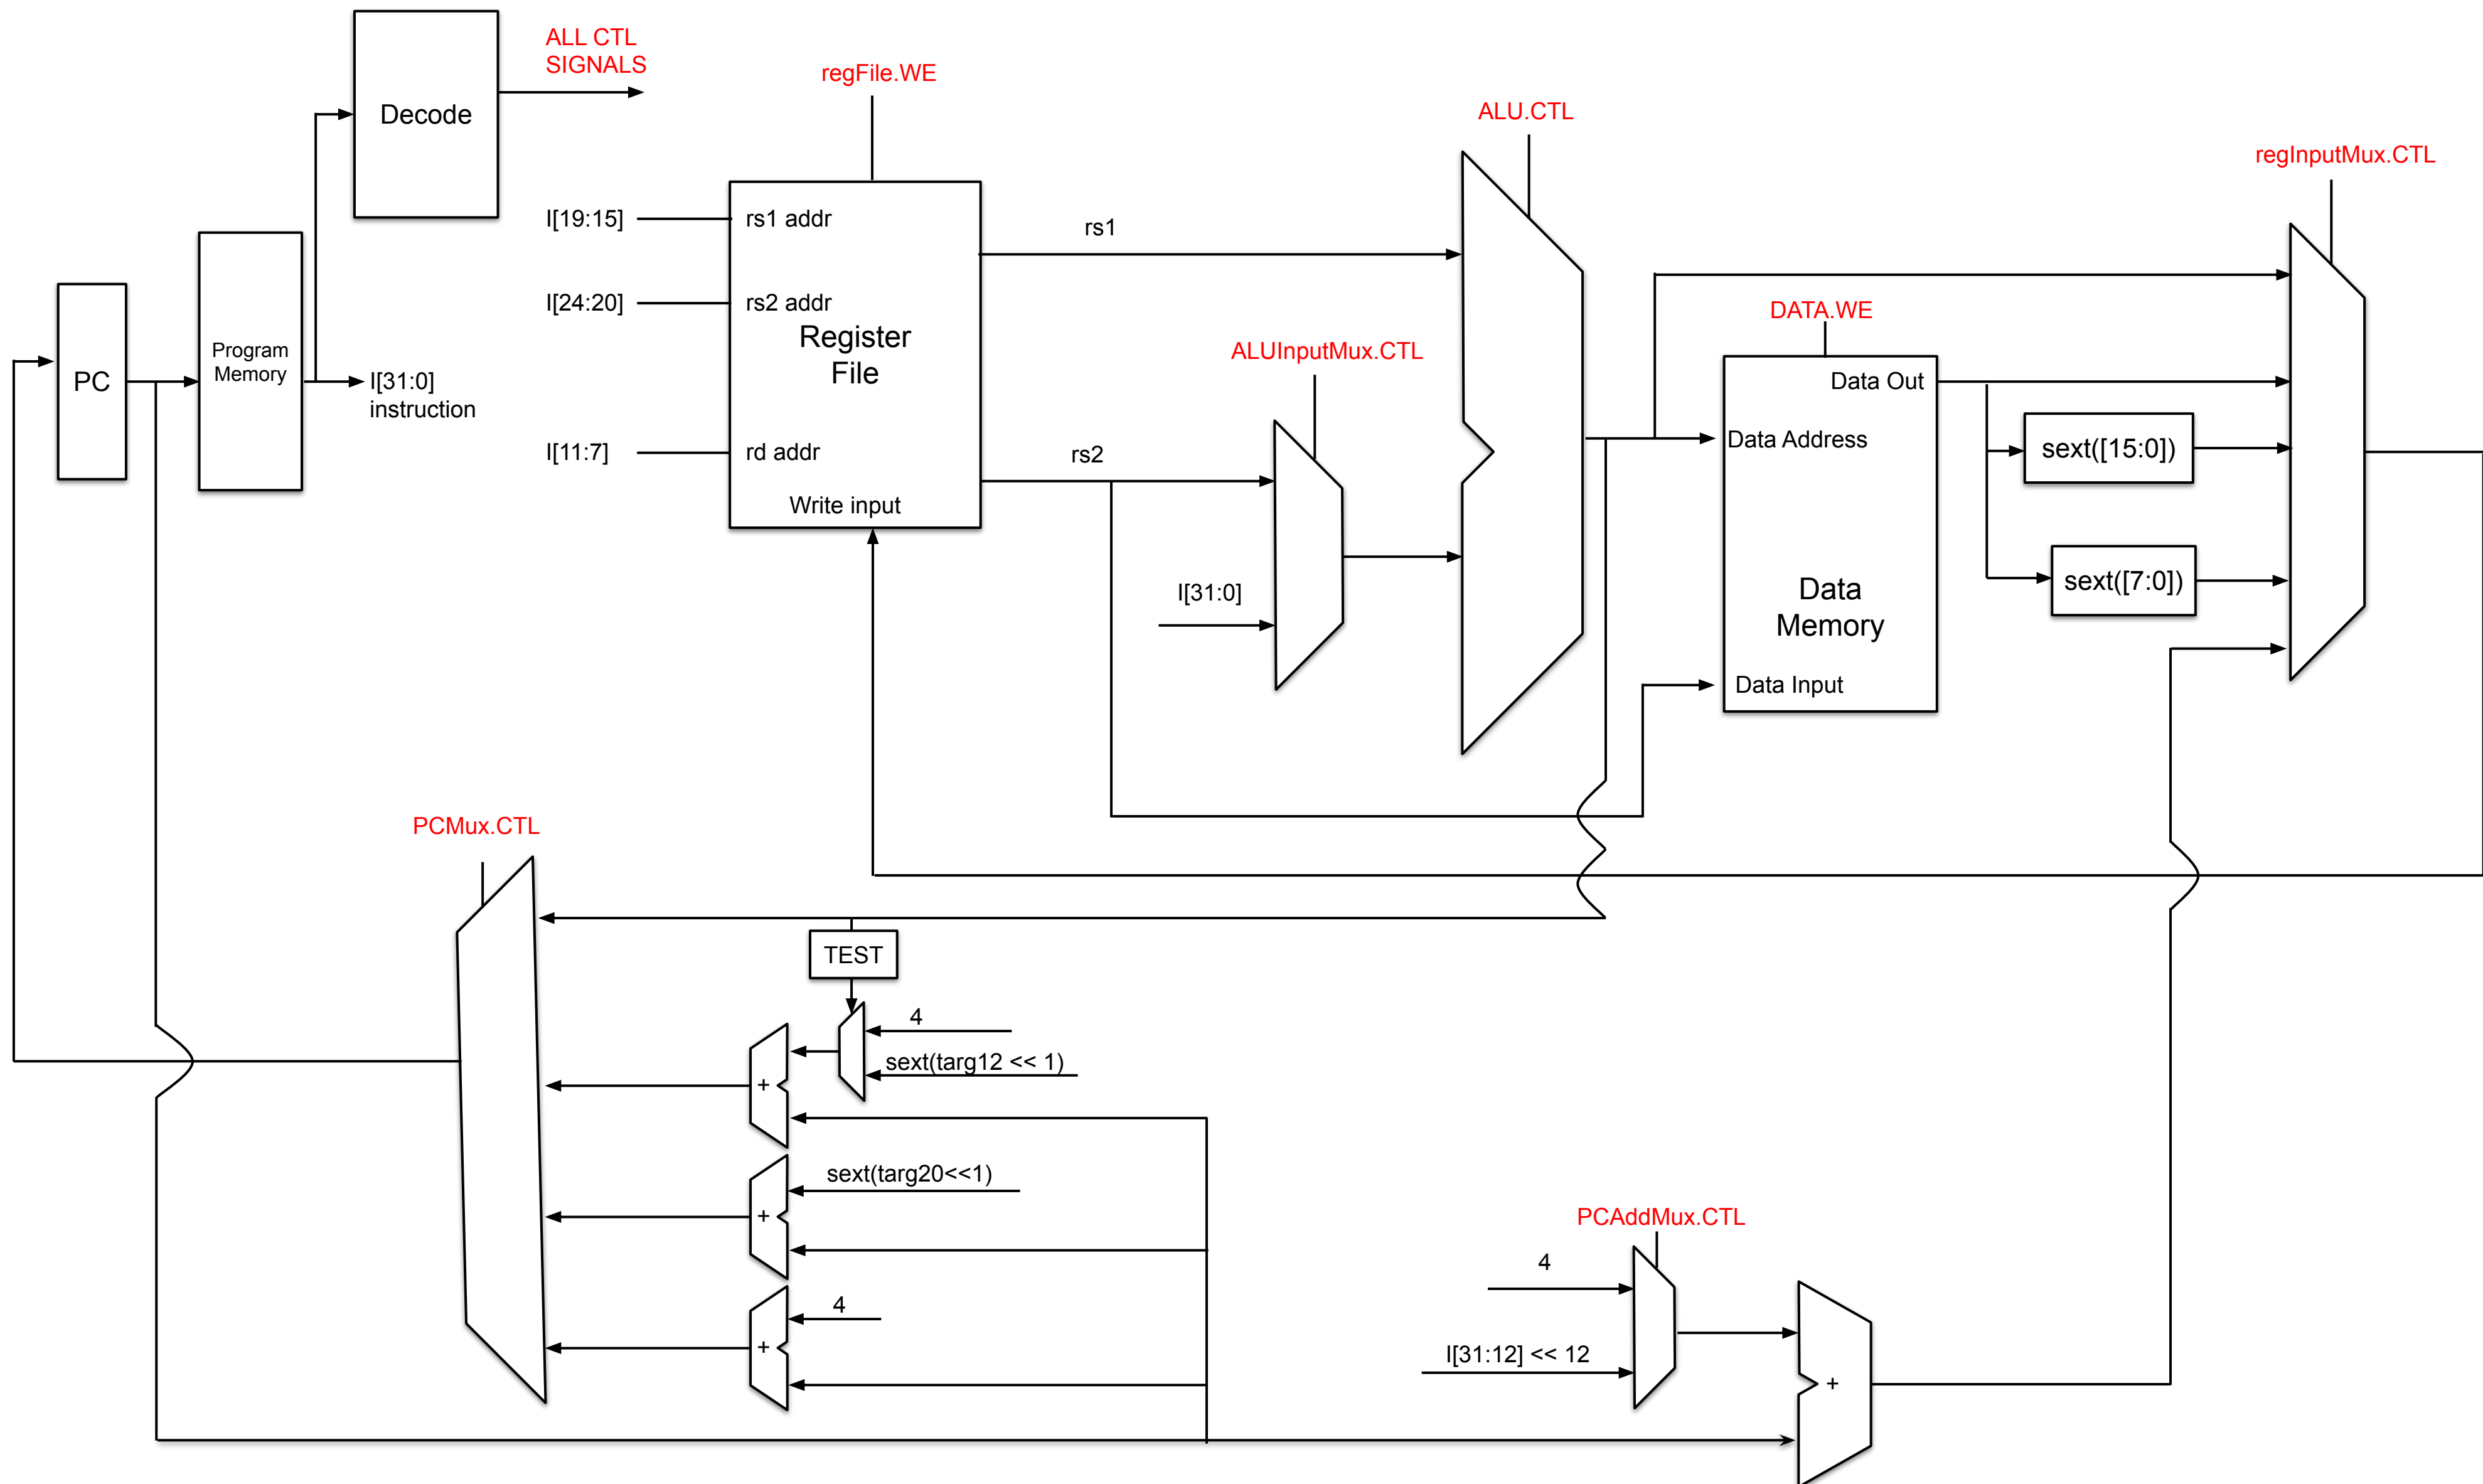 ALL CTL
SIGNALS
Decode
regFile.WE
ALU.CTL
regInputMux.CTL
I[19:15]
rs1 addr
rs1
I[24:20]
rs2 addr
Register
File
DATA.WE
ALUInputMux.CTL
Program
Memory
PC
I[31:0]
instruction
Data Out
Data Address
sext([15:0])
I[11:7]
rd addr
rs2
Write input
sext([7:0])
I[31:0]
Data
Memory
Data Input
PCMux.CTL
TEST
4
sext(targ12 << 1)
+
sext(targ20<<1)
+
PCAddMux.CTL
4
4
+
I[31:12] << 12
+